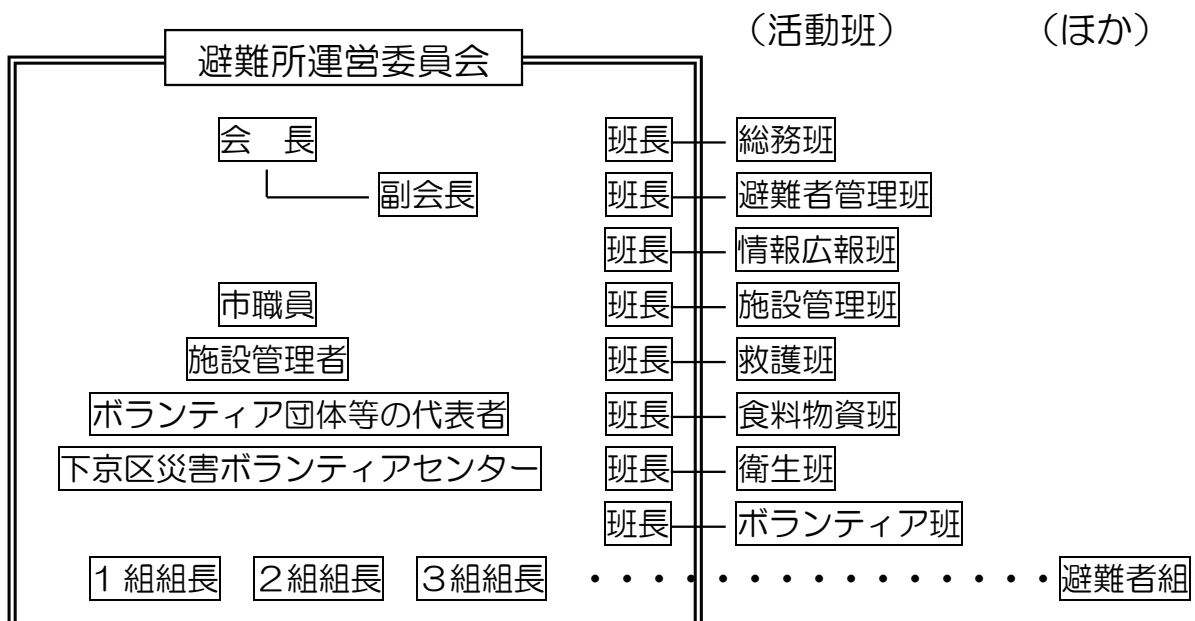 （活動班） （ほか）
避難所運営委員会
会　長 班長 総務班
副会長 班長 避難者管理班
班長 情報広報班
市職員 班長 施設管理班
施設管理者 班長 救護班
ボランティア団体等の代表者 班長 食料物資班
下京区災害ボランティアセンター 班長 衛生班
班長 ボランティア班
１組組長 ２組組長 ３組組長 ・・・・・・・・・・・・・・・ 避難者組